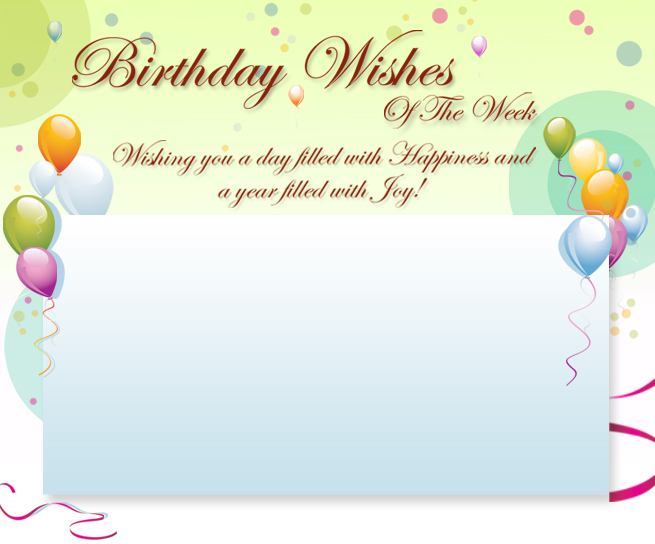 Birthday Wishes
Of The Week
Wishing you a day filled with Happiness and
a year filled with Joy!